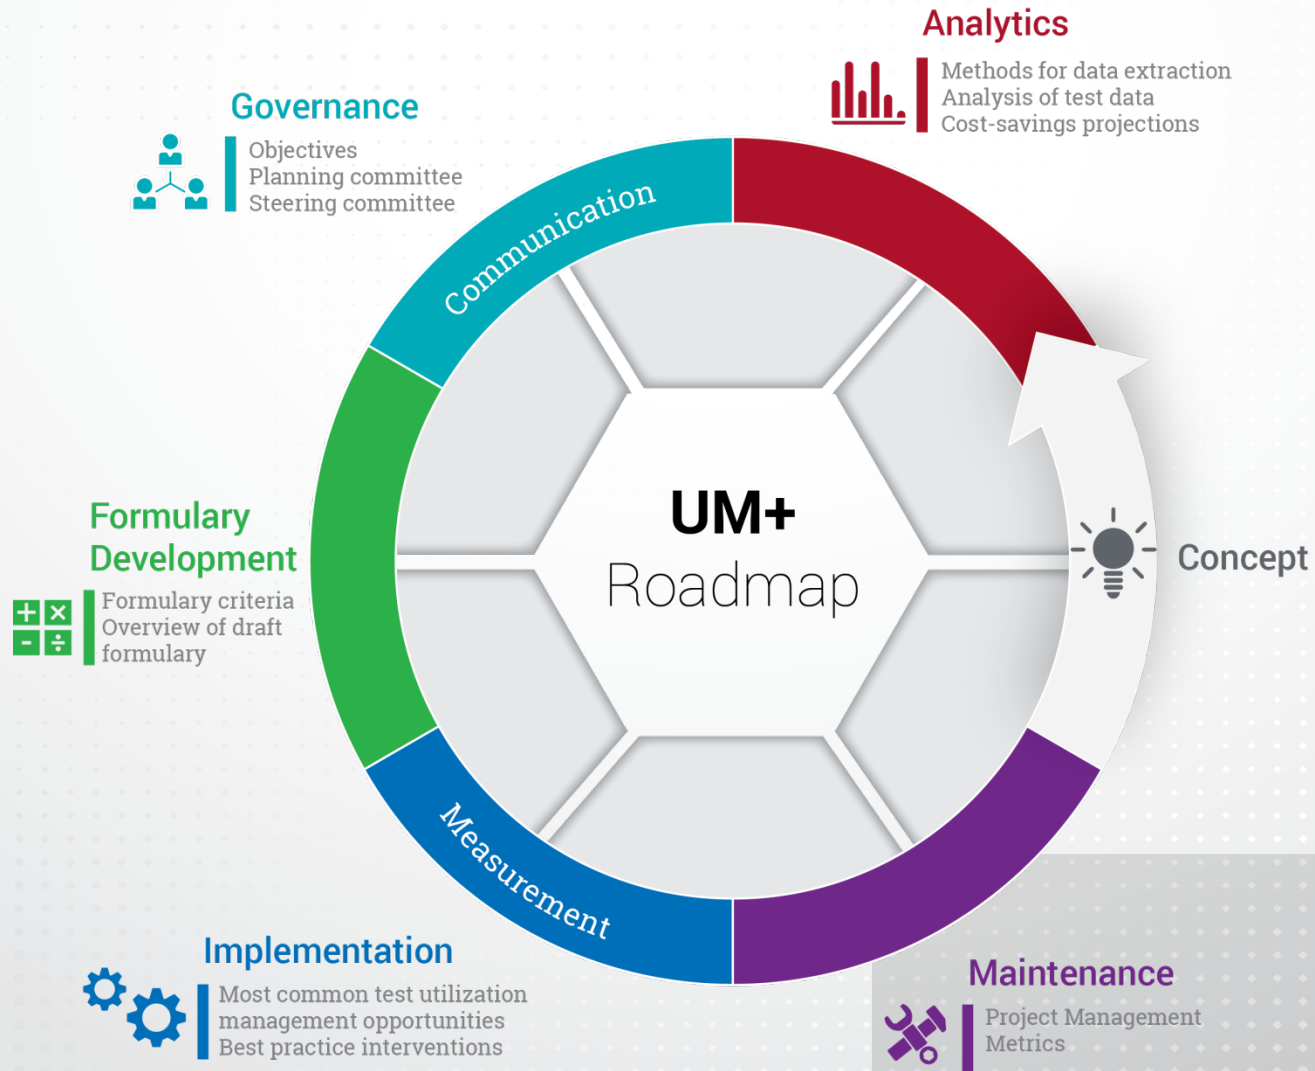 Analytics
Methods for data extraction
Analysis of test data
Cost-savings projections
Governance
Objectives
Planning committee
Steering committee
Communication
UM+
Roadmap
Concept
Formulary
Development
Formulary criteria
Overview of draft
formulary
Measurement
Implementation
Most common test utilization
management opportunities
Best practice interventions
Maintenance
Project Management
Metrics